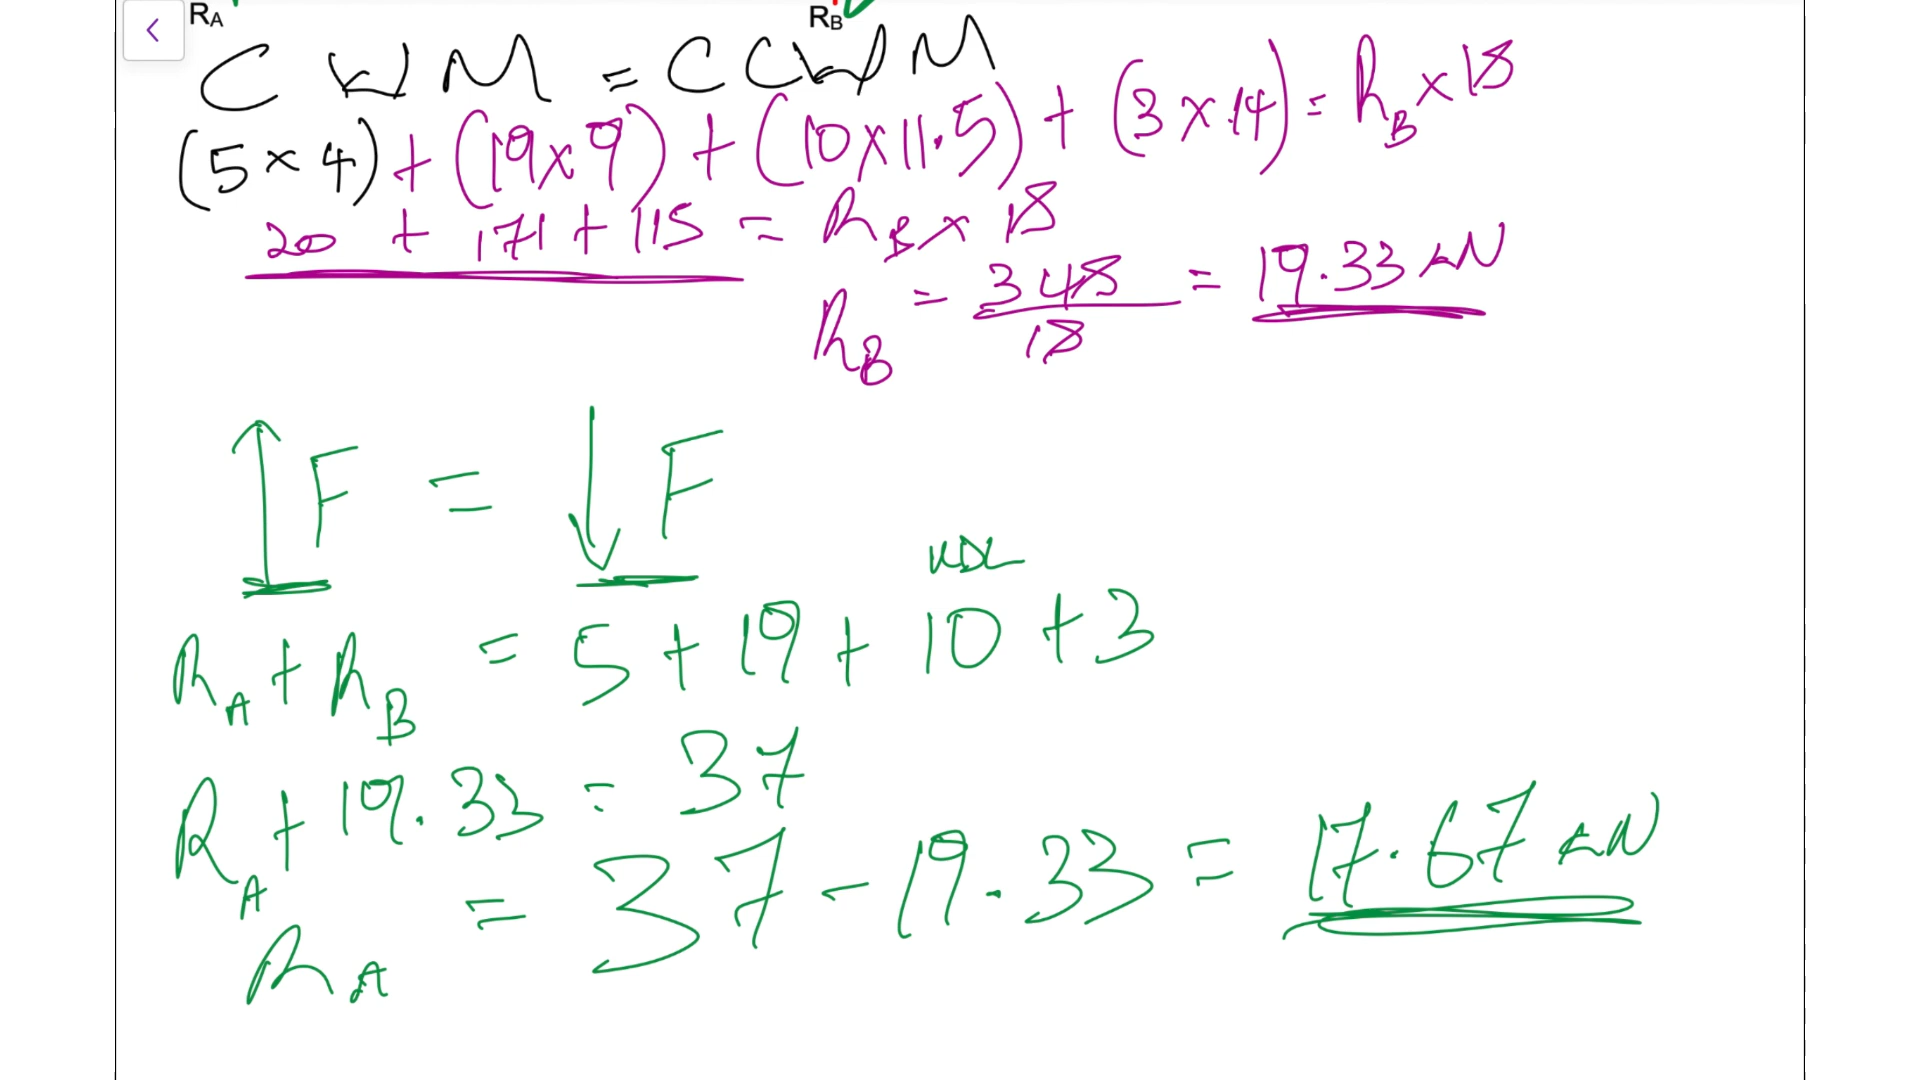 <
RA RB
CWM = CCWM
(5 x 4) + (19 x 9) + (10 x 11.5) + (3 x 14) = RB x 18
20 + 171 + 115 = RB x 18
RB = 348/18 = 19.33 kN
↑F = ↓F
UDL
RA + RB = 5 + 19 + 10 + 3
RA + 19.33 = 37
RA = 37 - 19.33 = 17.67 kN